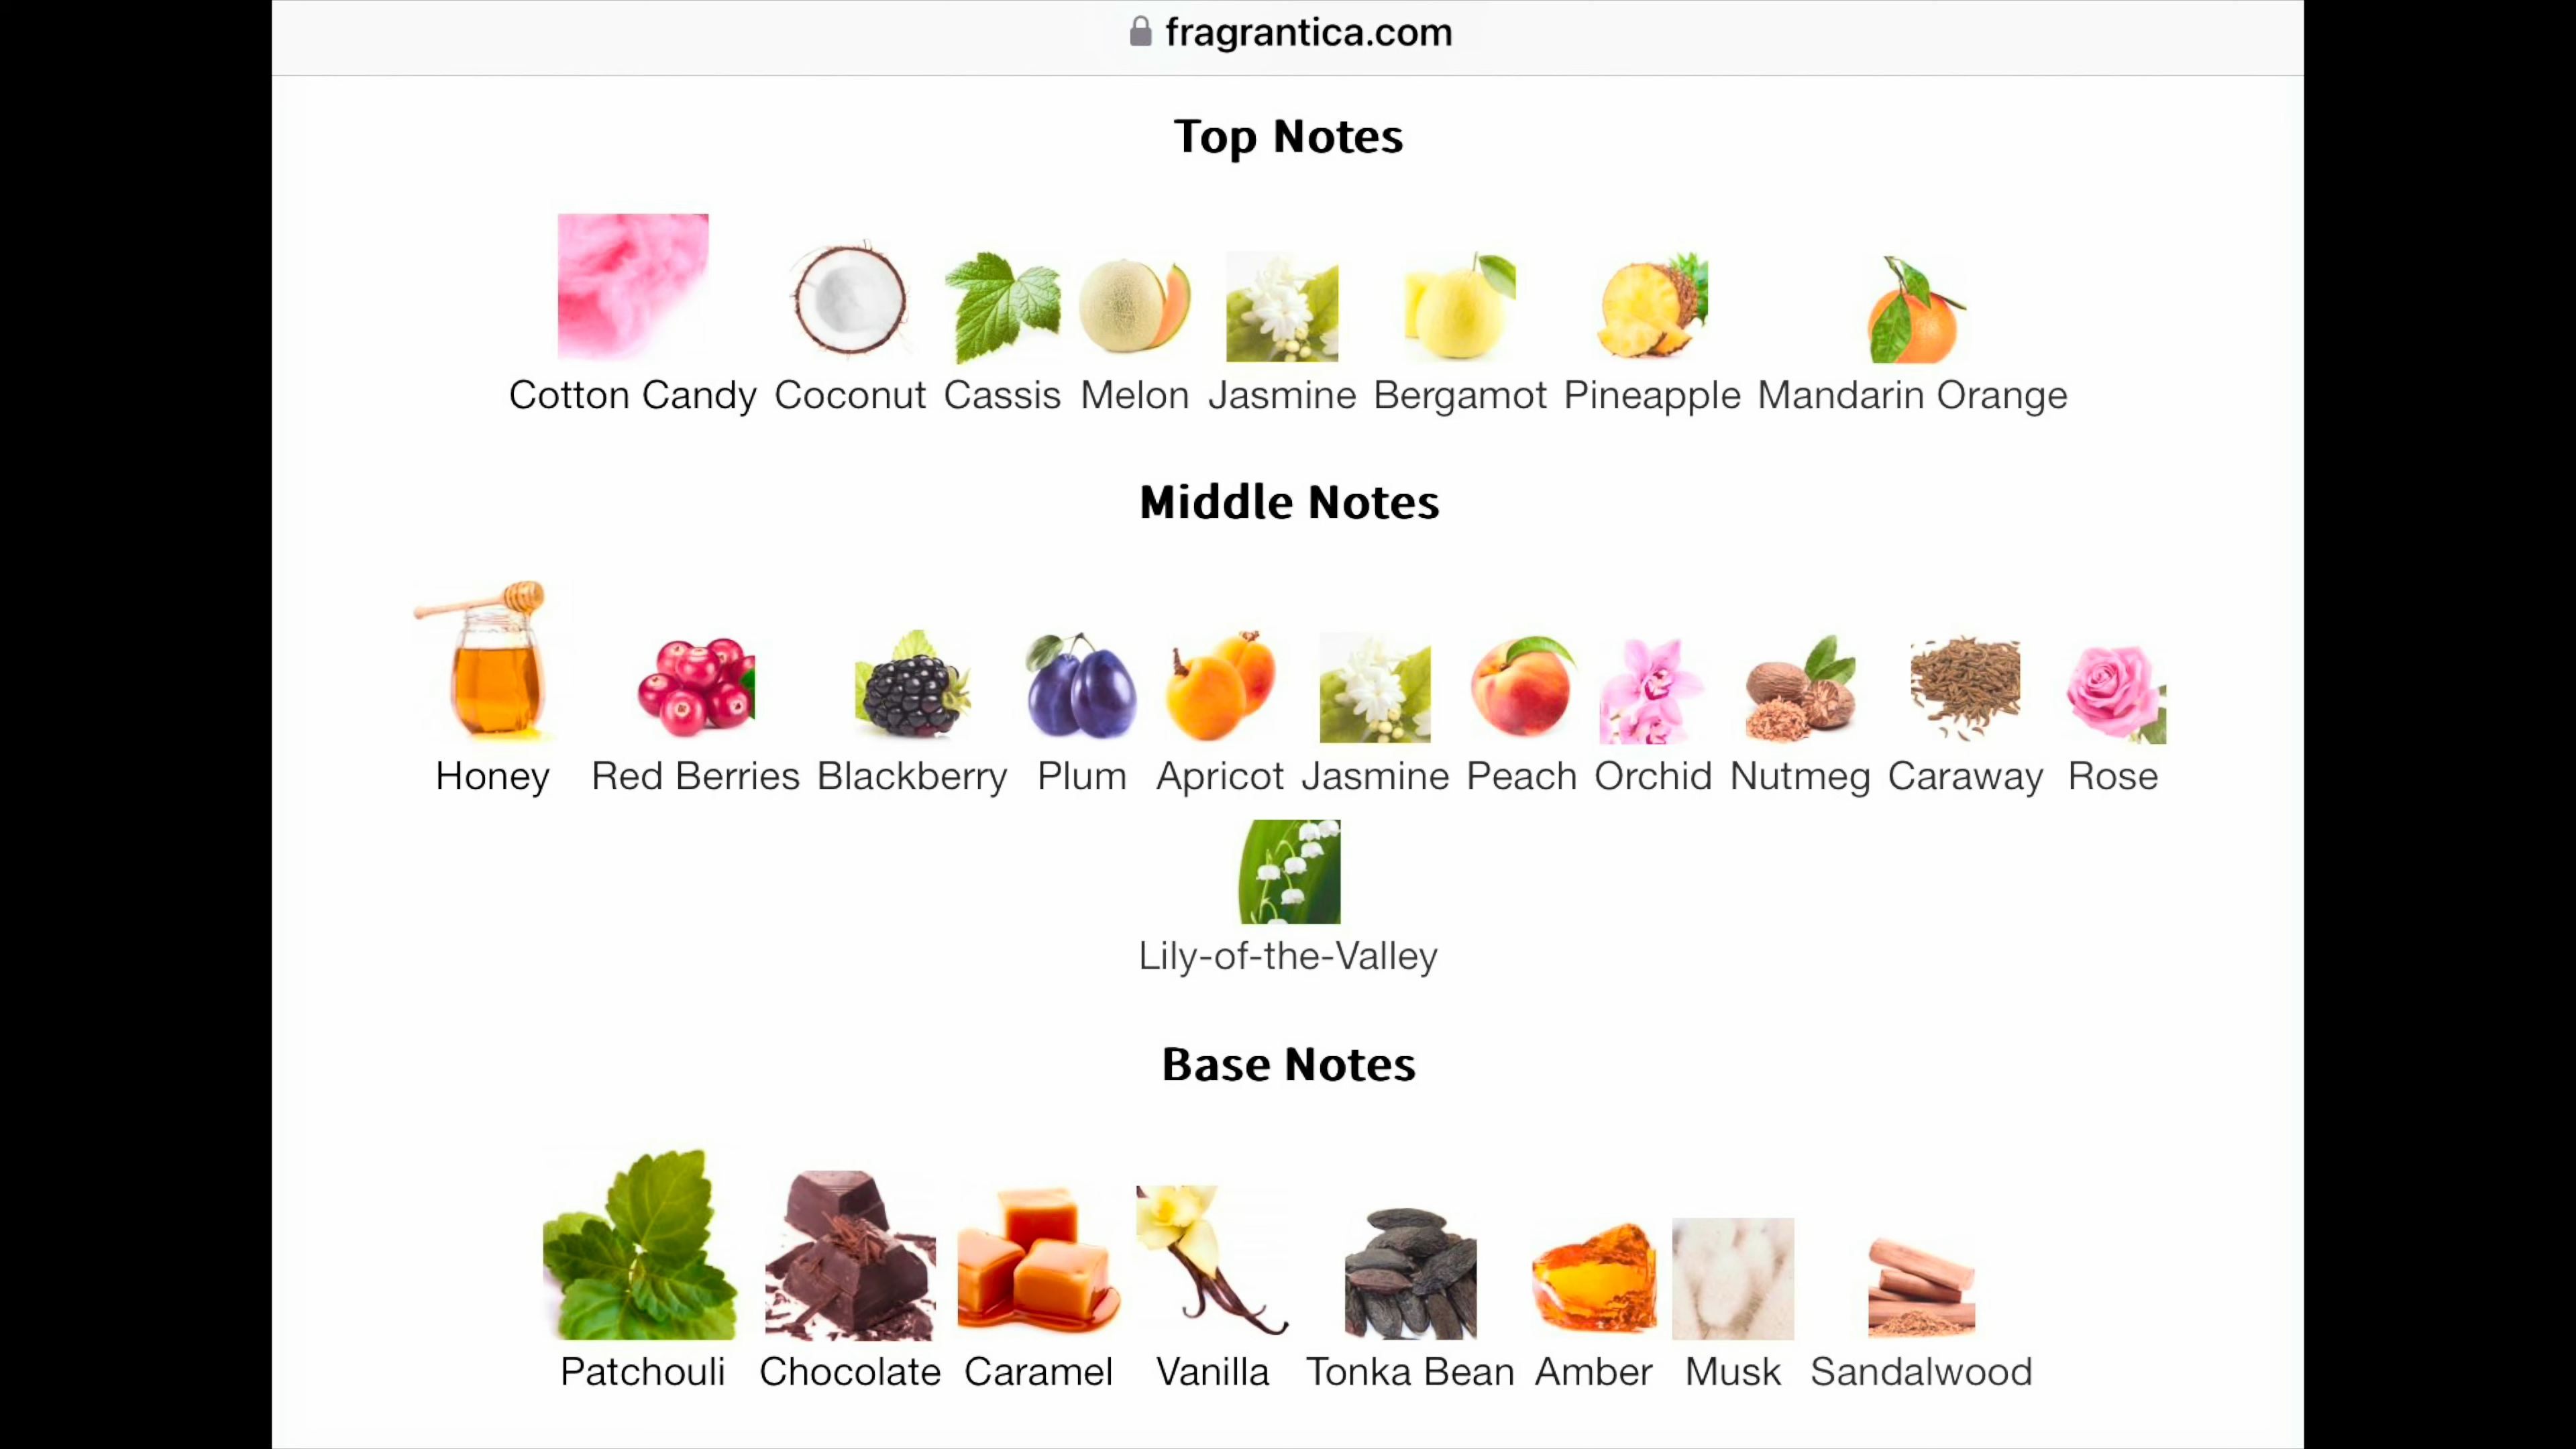 fragrantica.com
Top Notes
Cotton Candy Coconut Cassis Melon Jasmine Bergamot Pineapple Mandarin Orange
Middle Notes
Honey Red Berries Blackberry Plum Apricot Jasmine Peach Orchid Nutmeg Caraway Rose
Lily-of-the-Valley
Base Notes
Patchouli Chocolate Caramel Vanilla Tonka Bean Amber Musk Sandalwood